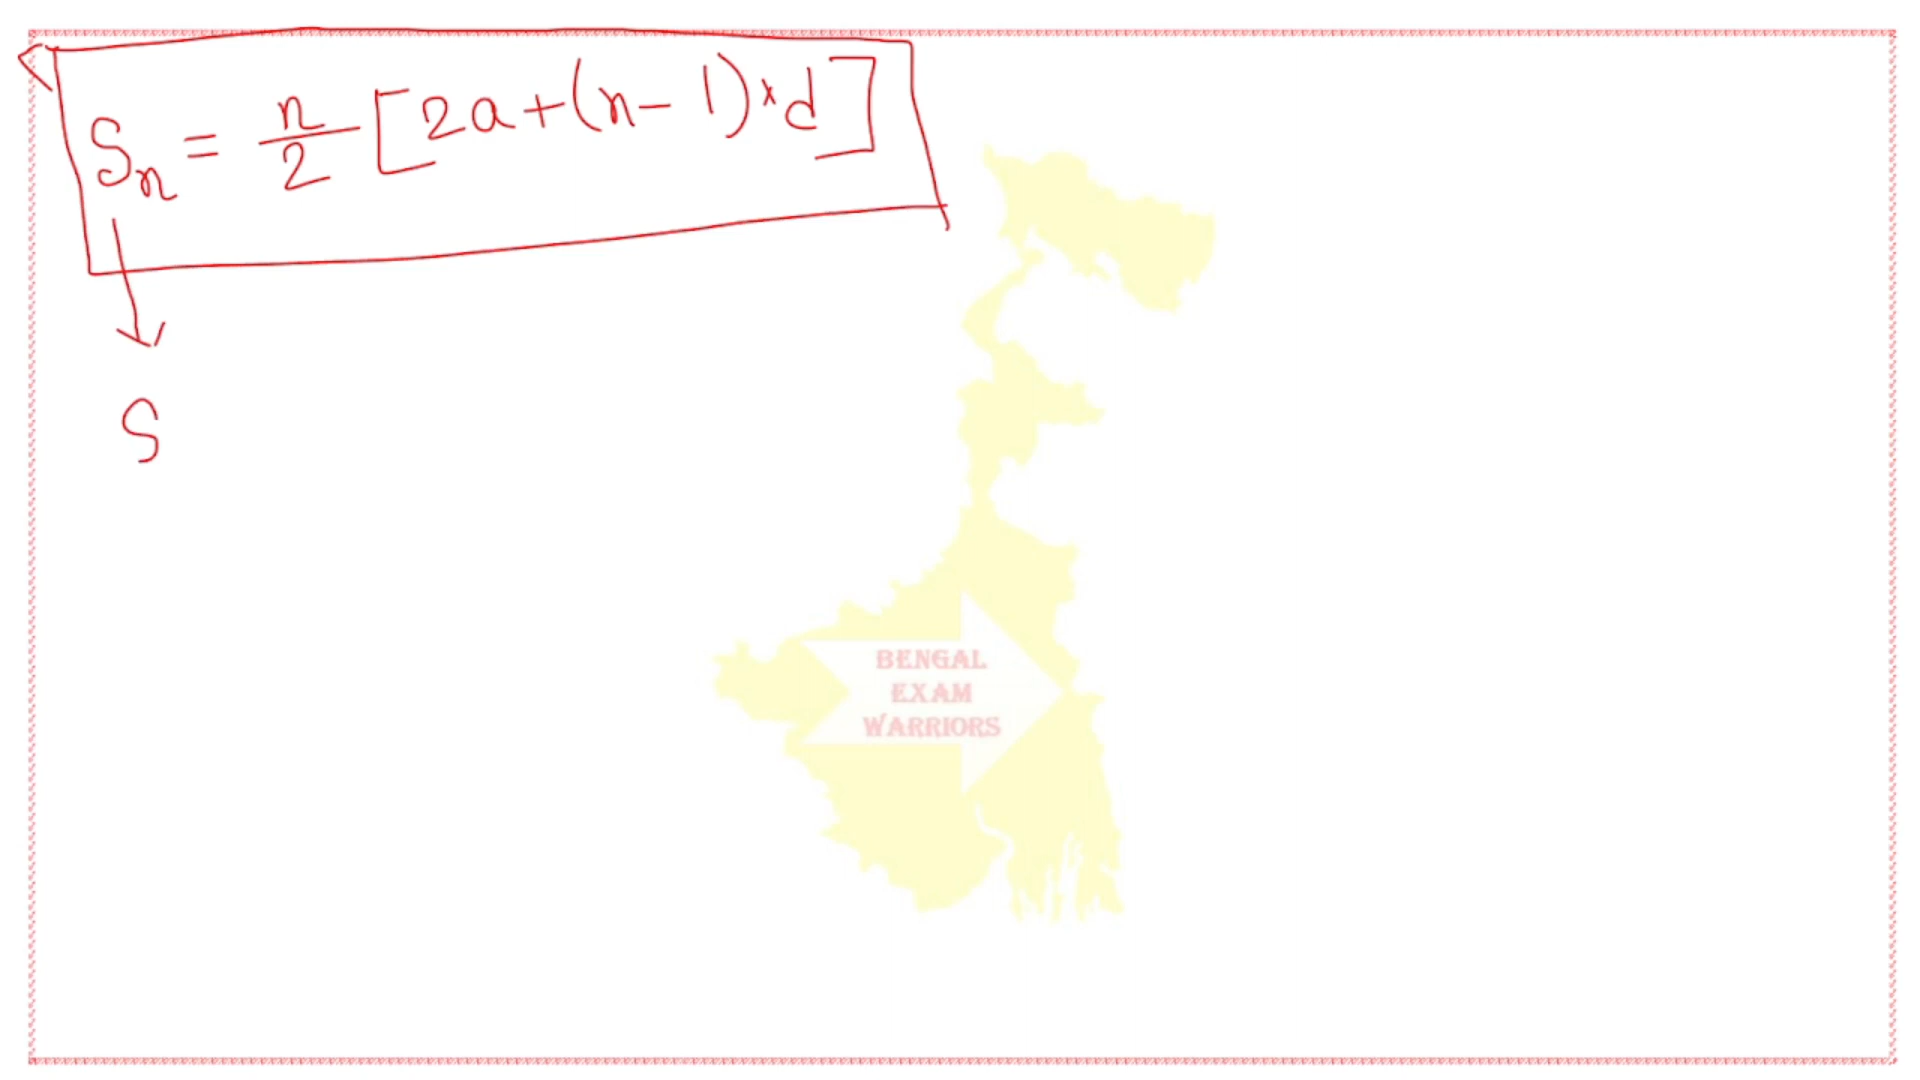 Sn = n/2 [2a+(n-1)×d]
S
BENGAL
EXAM
WARRIORS